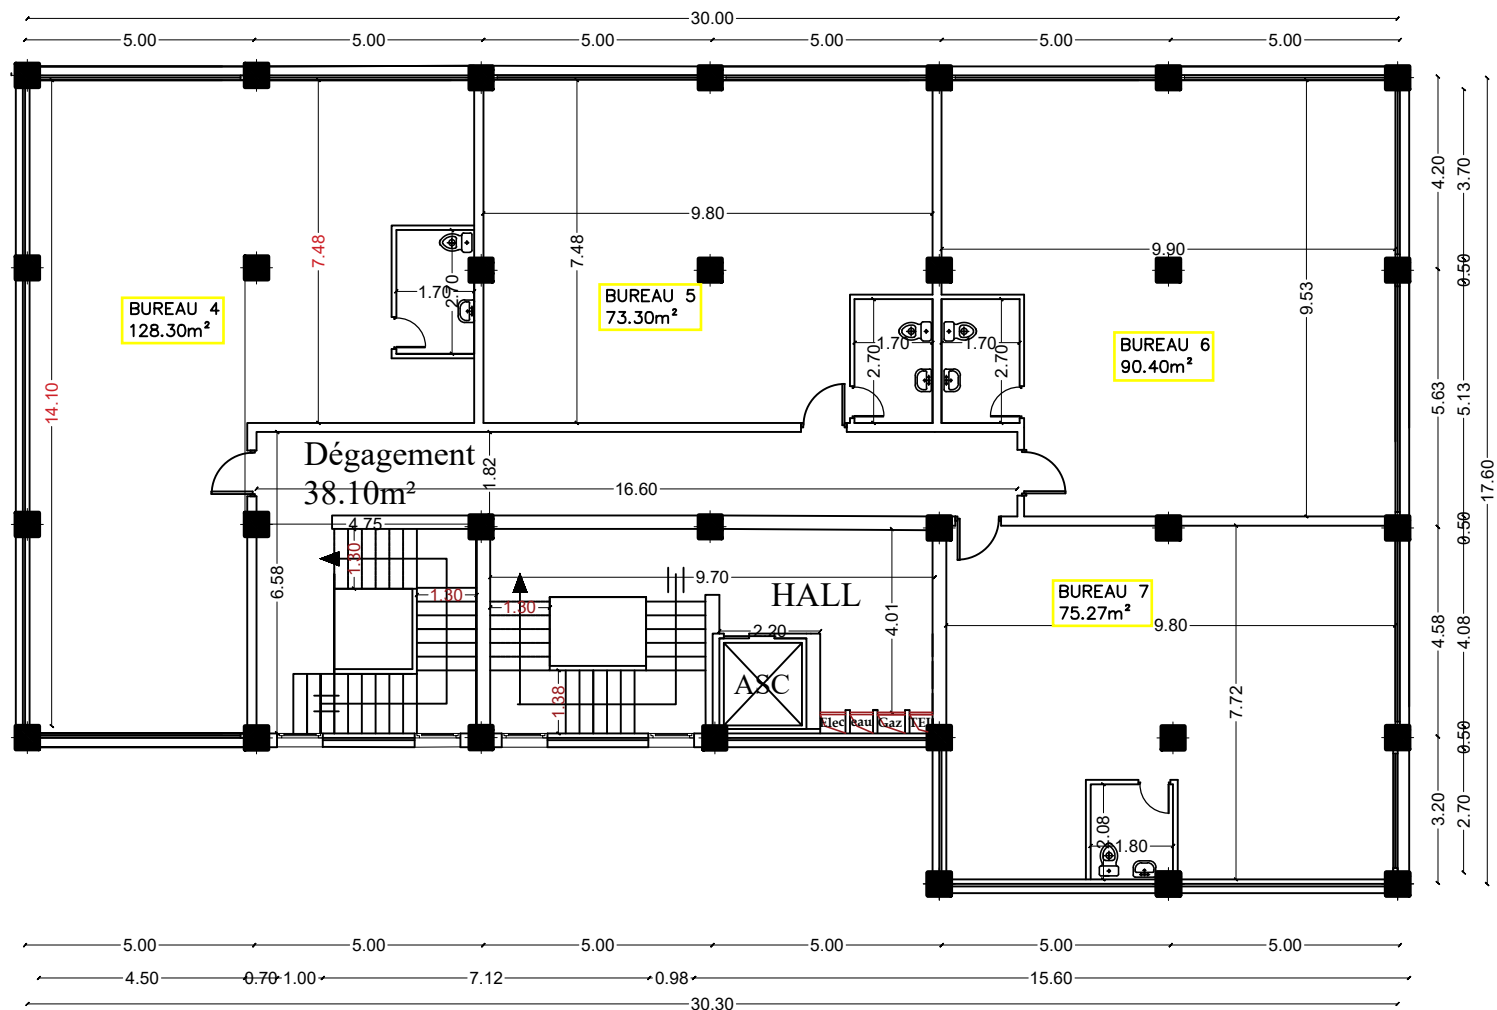 30.00
5.00 5.00 5.00 5.00 5.00 5.00
BUREAU 4
128.30m²
14.10
7.48
1.70
2.70
7.48
9.80
BUREAU 5
73.30m²
1.70
2.70
1.70
2.70
9.90
9.53
BUREAU 6
90.40m²
4.20
5.63
4.58
3.20
3.70
0.50
5.13
0.50
4.08
0.50
2.70
17.60
Dégagement
38.10m²
1.82
16.60
4.75
6.58
1.30
1.30
1.30
1.38
9.70
HALL
4.01
2.20
ASC
Elec eau Gaz TEL
BUREAU 7
75.27m²
9.80
7.72
2.08
1.80
5.00 5.00 5.00 5.00 5.00 5.00
4.50 0.70 1.00 7.12 0.98 15.60
30.30